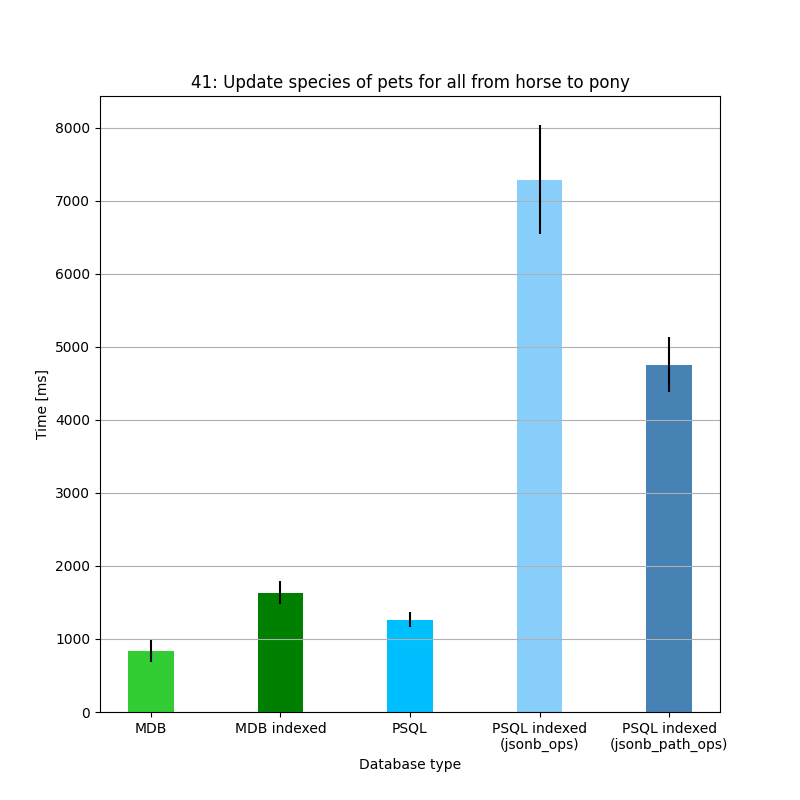 41: Update species of pets for all from horse to pony
8000
7000
6000
5000
4000
3000
2000
1000
0
Time [ms]
MDB
MDB indexed
PSQL
PSQL indexed
(jsonb_ops)
PSQL indexed
(jsonb_path_ops)
Database type